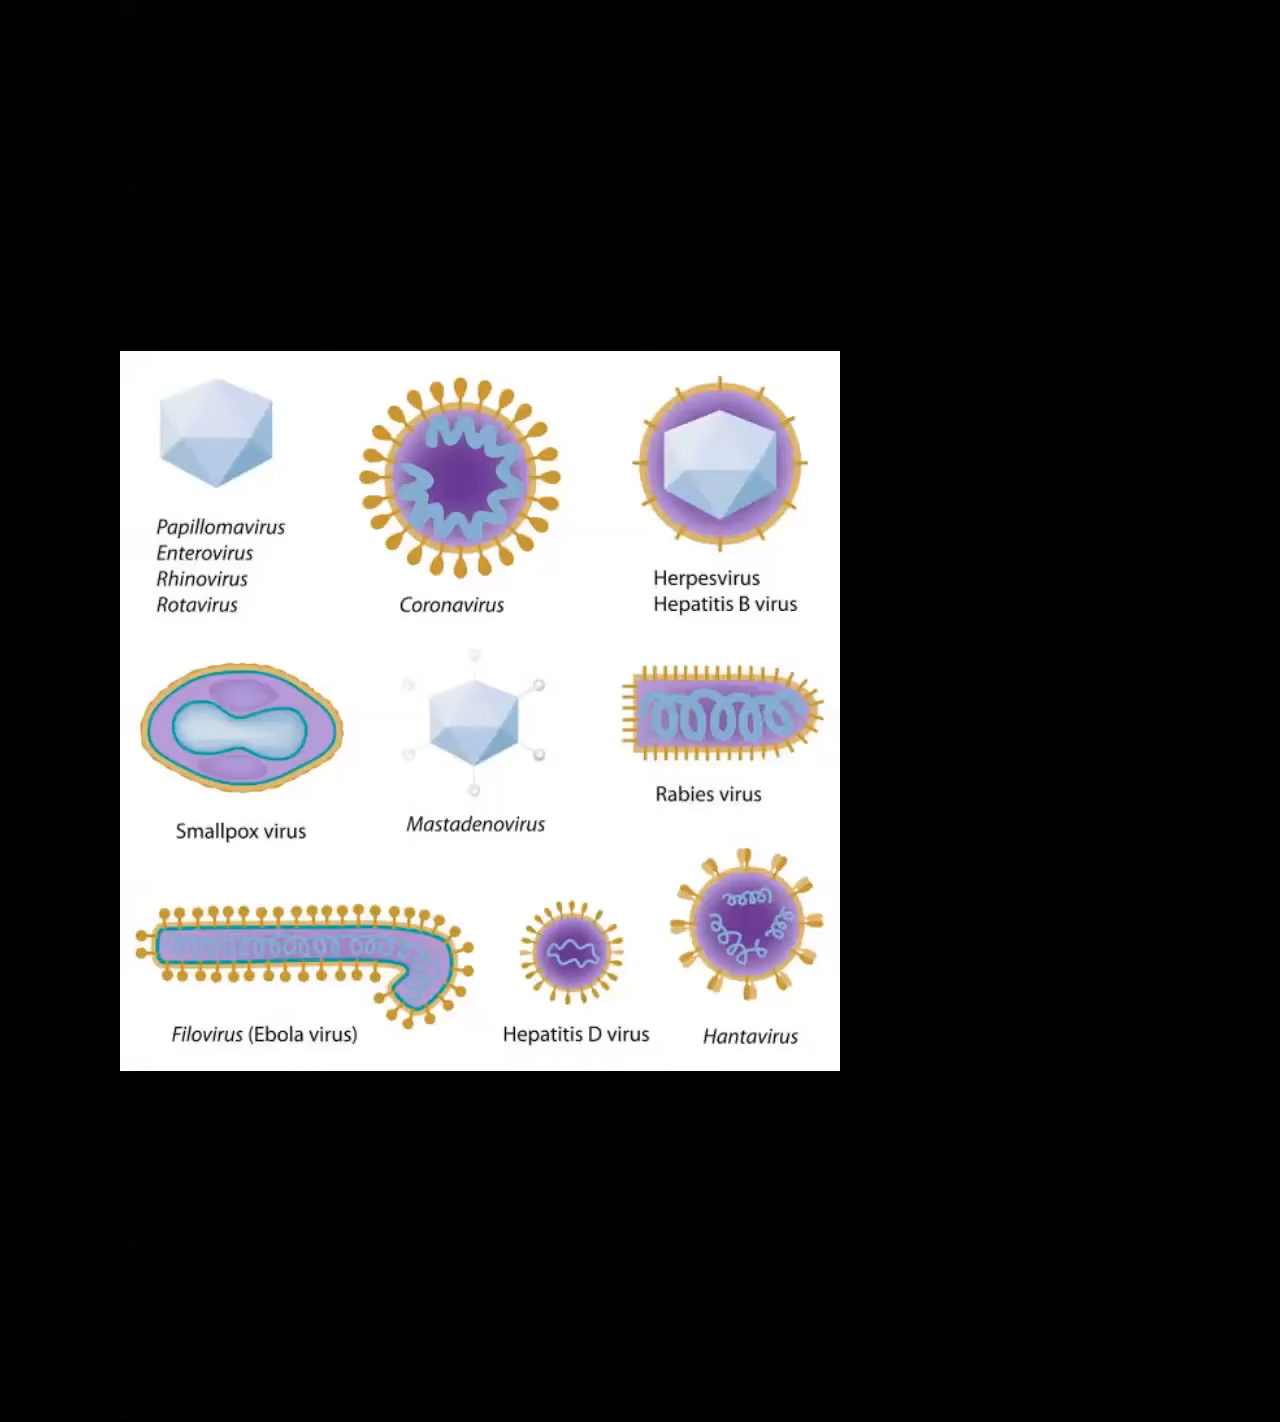 Papillomavirus
Enterovirus
Rhinovirus
Rotavirus
Coronavirus
Herpesvirus
Hepatitis B virus
Smallpox virus
Mastadenovirus
Rabies virus
Filovirus (Ebola virus)
Hepatitis D virus
Hantavirus